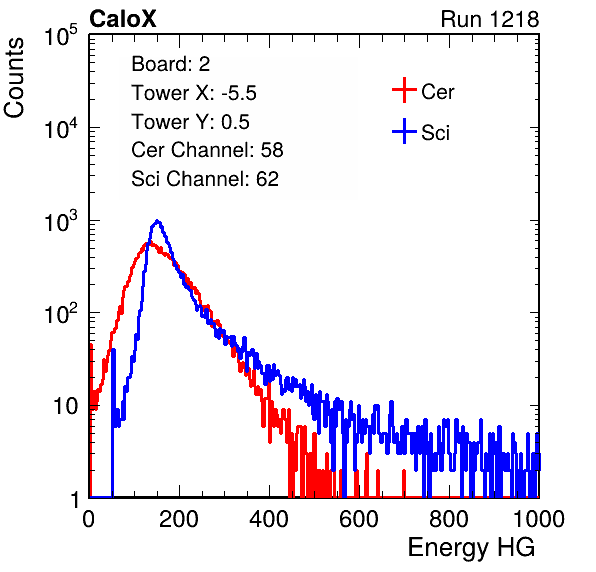 CaloX Run 1218
Counts
Board: 2
Tower X: -5.5
Tower Y: 0.5
Cer Channel: 58
Sci Channel: 62
Cer
Sci
10^5
10^4
10^3
10^2
10
1
0 200 400 600 800 1000
Energy HG